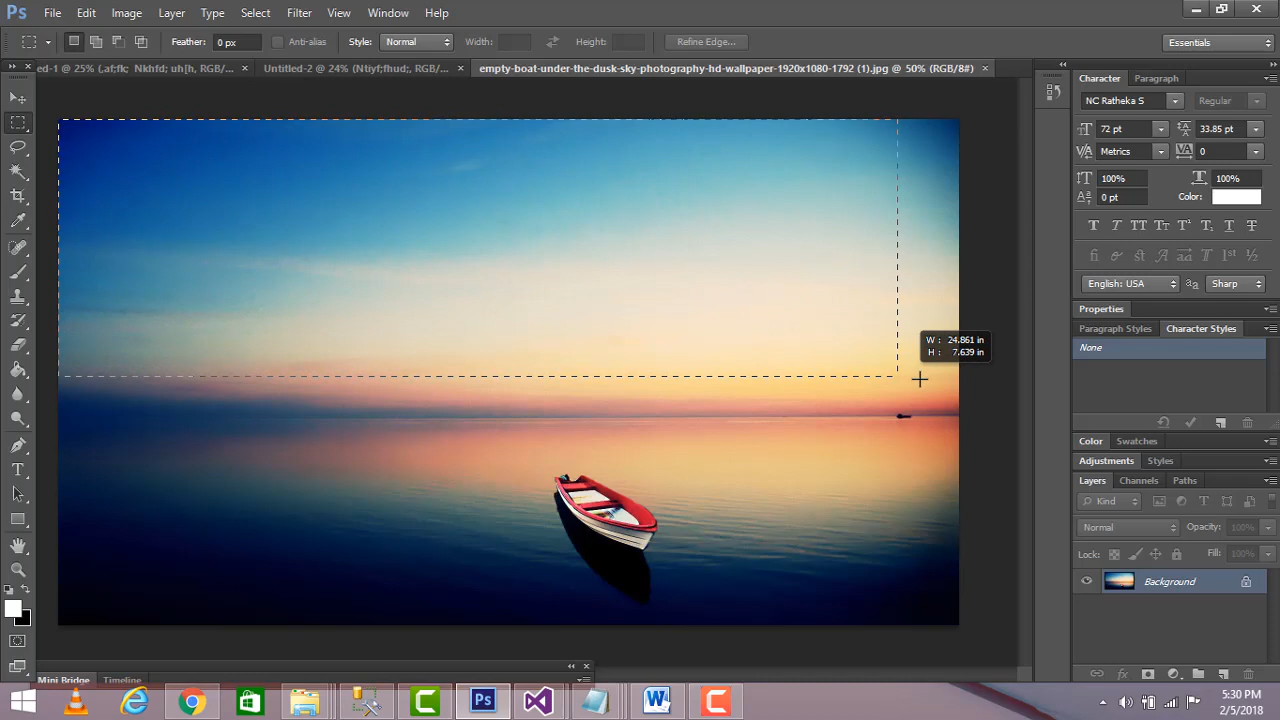 Ps File Edit Image Layer Type Select Filter View Window Help
Feather: 0 px Anti-alias Style: Normal Width: Height: Refine Edge... Essentials
ed-1 @ 25% (,af;fk; Nkhfd; uh[h, RGB/... × Untitled-2 @ 24% (Ntiyf;fhud;, RGB/8... × empty-boat-under-the-dusk-sky-photography-hd-wallpaper-1920x1080-1792 (1).jpg @ 50% (RGB/8#) ×
Character Paragraph
NC Ratheka S Regular
72 pt 33.85 pt
Metrics 0
100% 100%
0 pt Color:
English: USA Sharp
Properties
Paragraph Styles Character Styles
None
W: 24.861 in
H: 7.639 in
Color Swatches
Adjustments Styles
Layers Channels Paths
Kind
Normal Opacity: 100%
Lock: Fill: 100%
Background
Mini Bridge Timeline
5:30 PM
2/5/2018